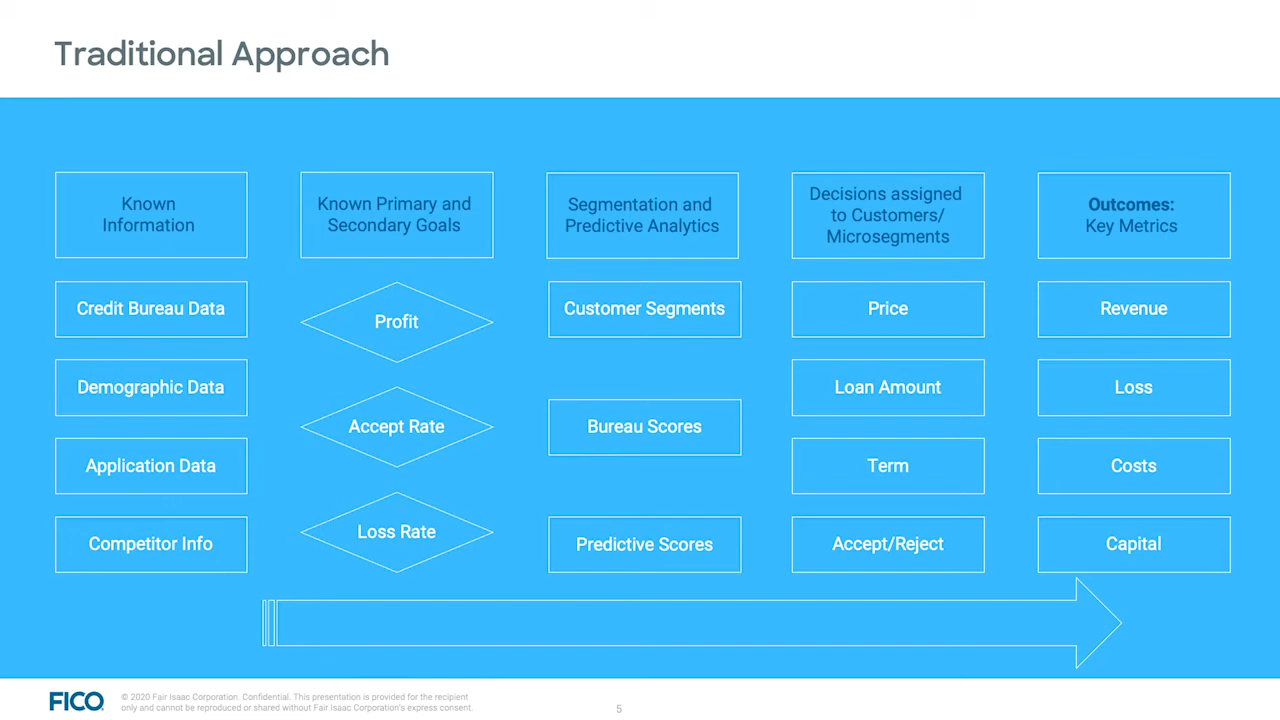 Traditional Approach
Known
Information
Known Primary and
Secondary Goals
Segmentation and
Predictive Analytics
Decisions assigned
to Customers/
Microsegments
Outcomes:
Key Metrics
Credit Bureau Data
Demographic Data
Application Data
Competitor Info
Profit
Accept Rate
Loss Rate
Customer Segments
Bureau Scores
Predictive Scores
Price
Loan Amount
Term
Accept/Reject
Revenue
Loss
Costs
Capital
FICO
© 2020 Fair Isaac Corporation. Confidential. This presentation is provided for the recipient
only and cannot be reproduced or shared without Fair Isaac Corporation's express consent.
5